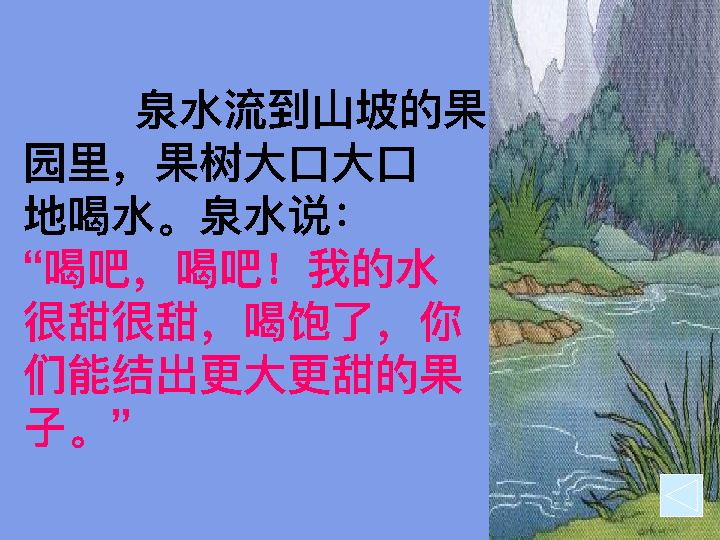 泉水流到山坡的果
园里，果树大口大口
地喝水。泉水说：
“喝吧，喝吧！我的水
很甜很甜，喝饱了，你
们能结出更大更甜的果
子。”